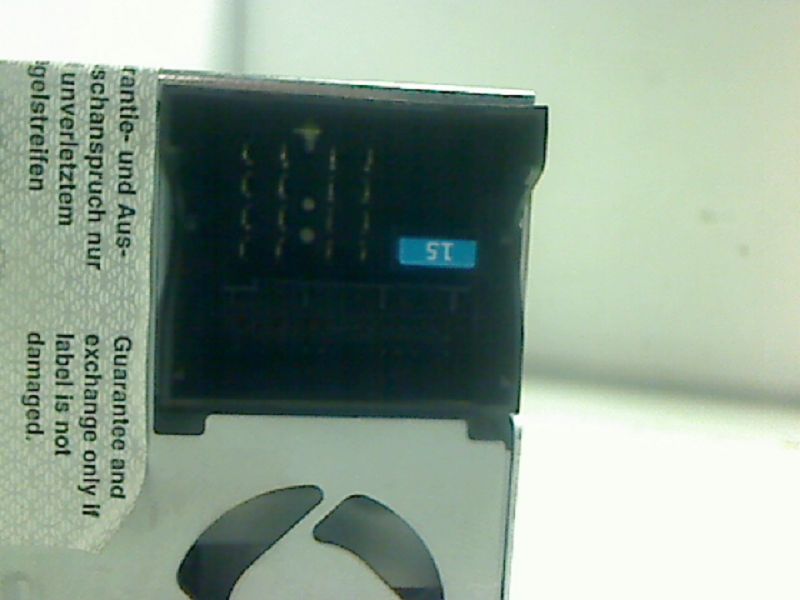 rantie- und Aus-
schanspruch nur
unverletztem
gelstreifen
Guarantee and
exchange only if
label is not
damaged.
15